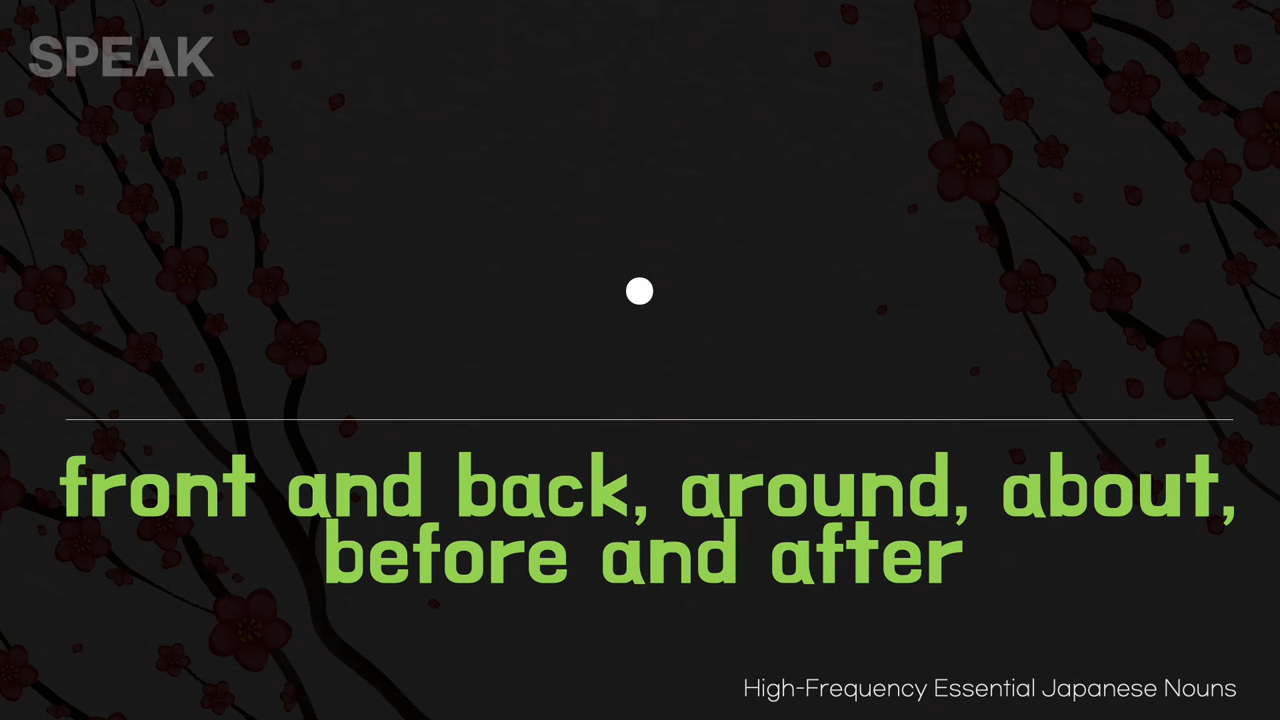 SPEAK
front and back, around, about,
before and after
High-Frequency Essential Japanese Nouns